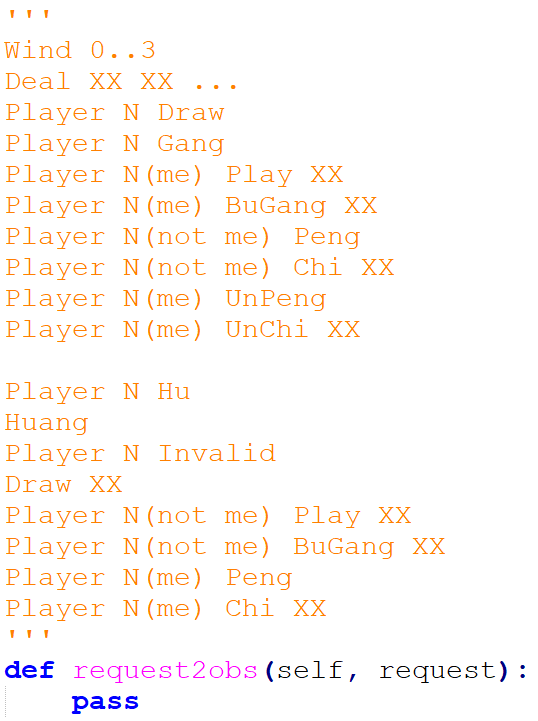 '''
Wind 0..3
Deal XX XX ...
Player N Draw
Player N Gang
Player N(me) Play XX
Player N(me) BuGang XX
Player N(not me) Peng
Player N(not me) Chi XX
Player N(me) UnPeng
Player N(me) UnChi XX

Player N Hu
Huang
Player N Invalid
Draw XX
Player N(not me) Play XX
Player N(not me) BuGang XX
Player N(me) Peng
Player N(me) Chi XX
'''
def request2obs(self, request):
    pass